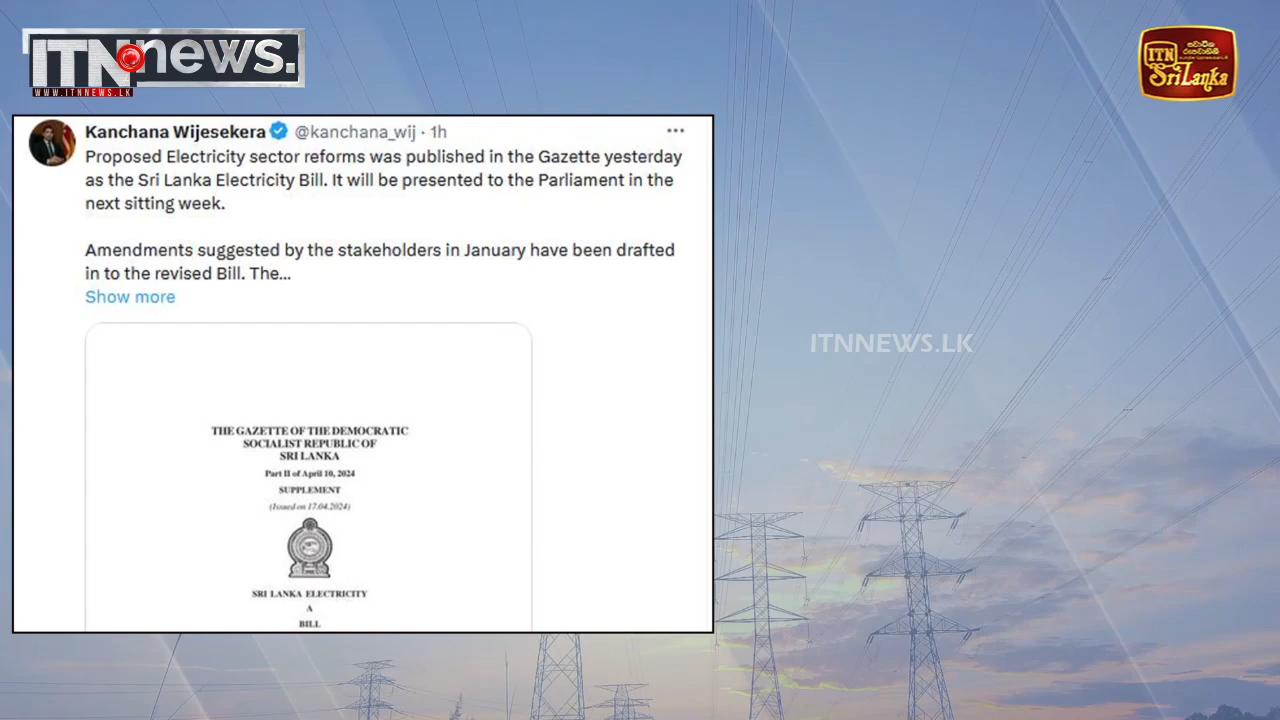 ITN news.
WWW.ITNNEWS.LK
ITN
Sri Lanka
Kanchana Wijesekera @kanchana_wij · 1h
Proposed Electricity sector reforms was published in the Gazette yesterday
as the Sri Lanka Electricity Bill. It will be presented to the Parliament in the
next sitting week.
Amendments suggested by the stakeholders in January have been drafted
in to the revised Bill. The...
Show more
THE GAZETTE OF THE DEMOCRATIC
SOCIALIST REPUBLIC OF
SRI LANKA
Part II of April 10, 2024
SUPPLEMENT
(Issued on 17.04.2024)
SRI LANKA ELECTRICITY
A
BILL
ITNNEWS.LK